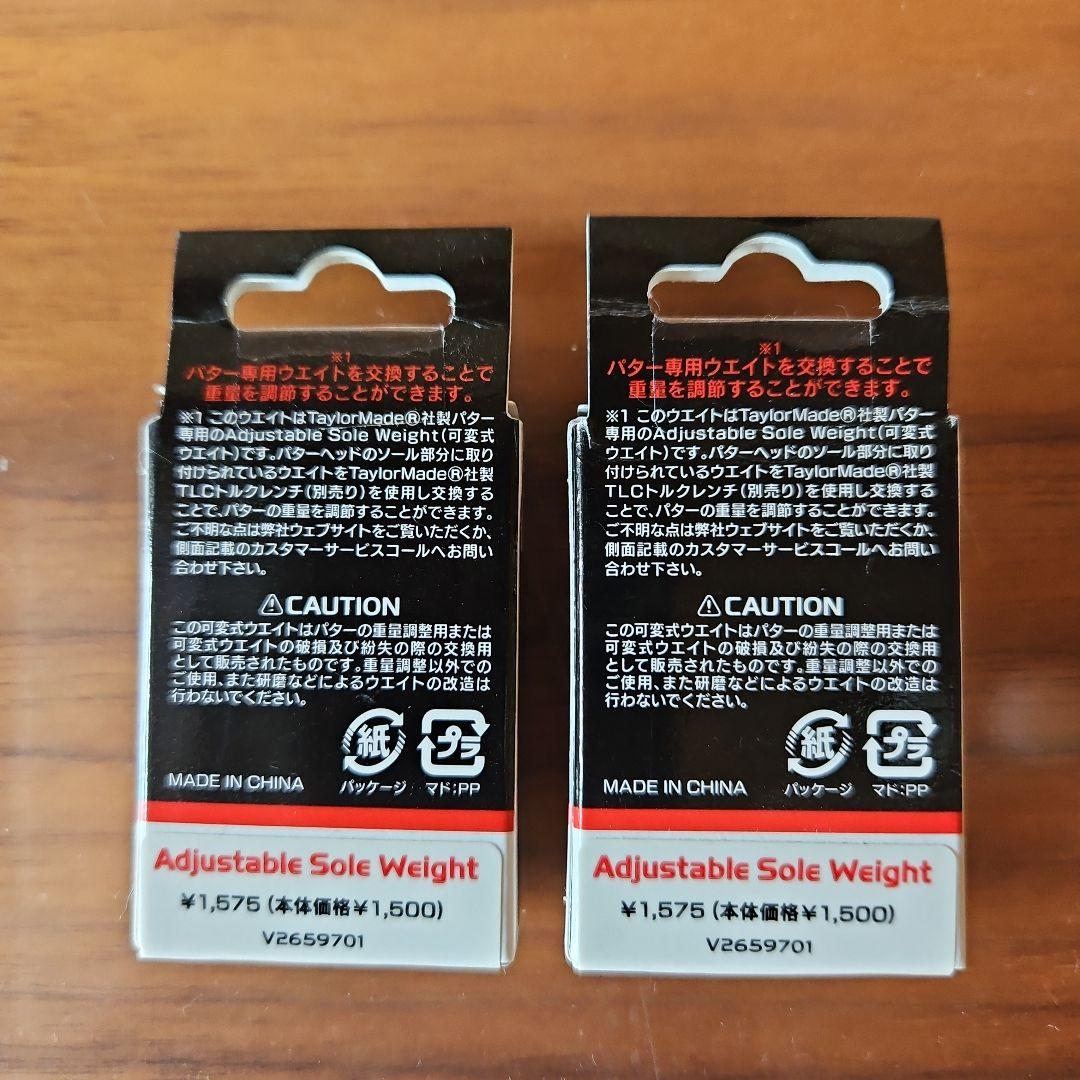 ※1
パター専用ウエイトを交換することで
重量を調節することができます。
※1 このウエイトはTaylorMade®社製パター
専用のAdjustable Sole Weight(可変式
ウエイト)です。パターヘッドのソール部分に取り
付けられているウエイトをTaylorMade®社製
TLCトルクレンチ(別売り)を使用し交換する
ことで、パターの重量を調節することができます。
ご不明な点は弊社ウェブサイトをご覧いただくか、
側面記載のカスタマーサービスコールへお問い
合わせ下さい。
⚠CAUTION
この可変式ウエイトはパターの重量調整用または
可変式ウエイトの破損及び紛失の際の交換用
として販売されたものです。重量調整以外での
ご使用、また研磨などによるウエイトの改造は
行わないでください。
紙 プラ
MADE IN CHINA パッケージ マド:PP
Adjustable Sole Weight
¥1,575 (本体価格¥1,500)
V2659701
※1
パター専用ウエイトを交換することで
重量を調節することができます。
※1 このウエイトはTaylorMade®社製パター
専用のAdjustable Sole Weight(可変式
ウエイト)です。パターヘッドのソール部分に取り
付けられているウエイトをTaylorMade®社製
TLCトルクレンチ(別売り)を使用し交換する
ことで、パターの重量を調節することができます。
ご不明な点は弊社ウェブサイトをご覧いただくか、
側面記載のカスタマーサービスコールへお問い
合わせ下さい。
⚠CAUTION
この可変式ウエイトはパターの重量調整用または
可変式ウエイトの破損及び紛失の際の交換用
として販売されたものです。重量調整以外での
ご使用、また研磨などによるウエイトの改造は
行わないでください。
紙 プラ
MADE IN CHINA パッケージ マド:PP
Adjustable Sole Weight
¥1,575 (本体価格¥1,500)
V2659701